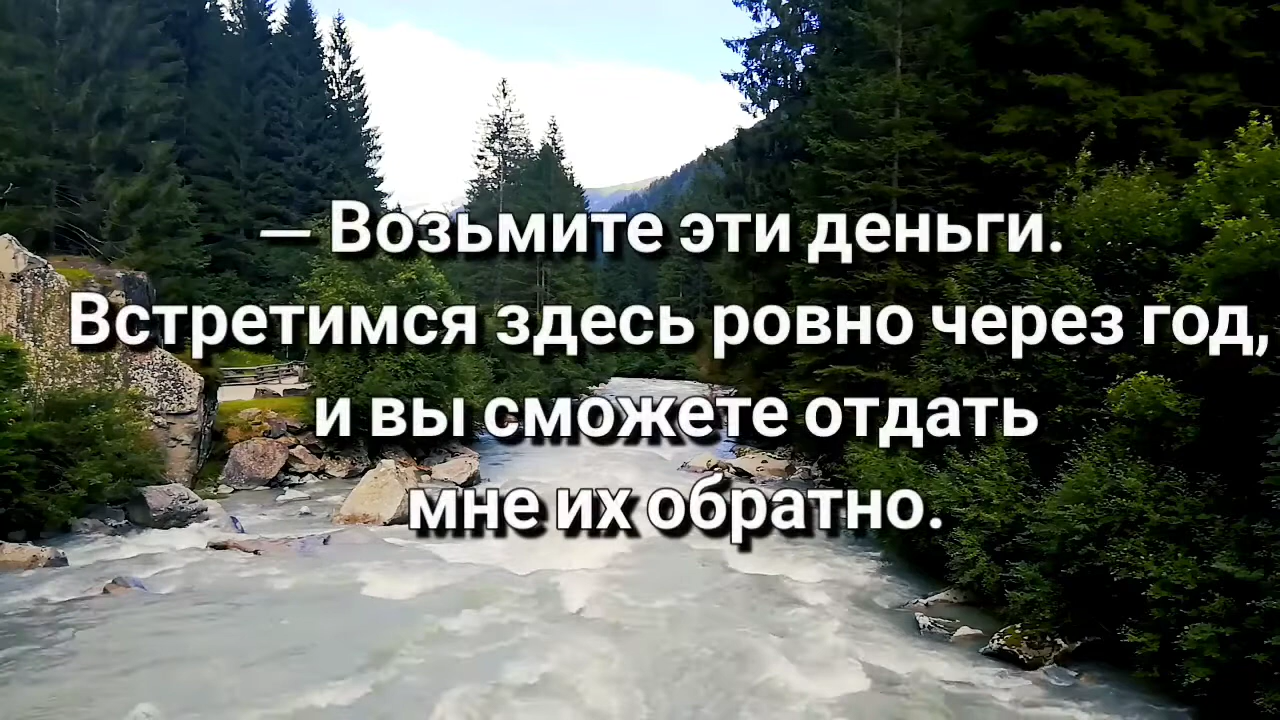 — Возьмите эти деньги.
Встретимся здесь ровно через год,
и вы сможете отдать
мне их обратно.